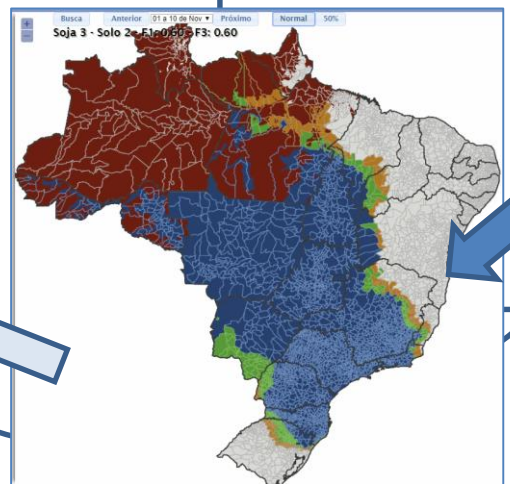 Busca Anterior 01 a 10 de Nov Próximo Normal 50%
Soja 3 - Solo 2 - F1: 0.60 - F3: 0.60